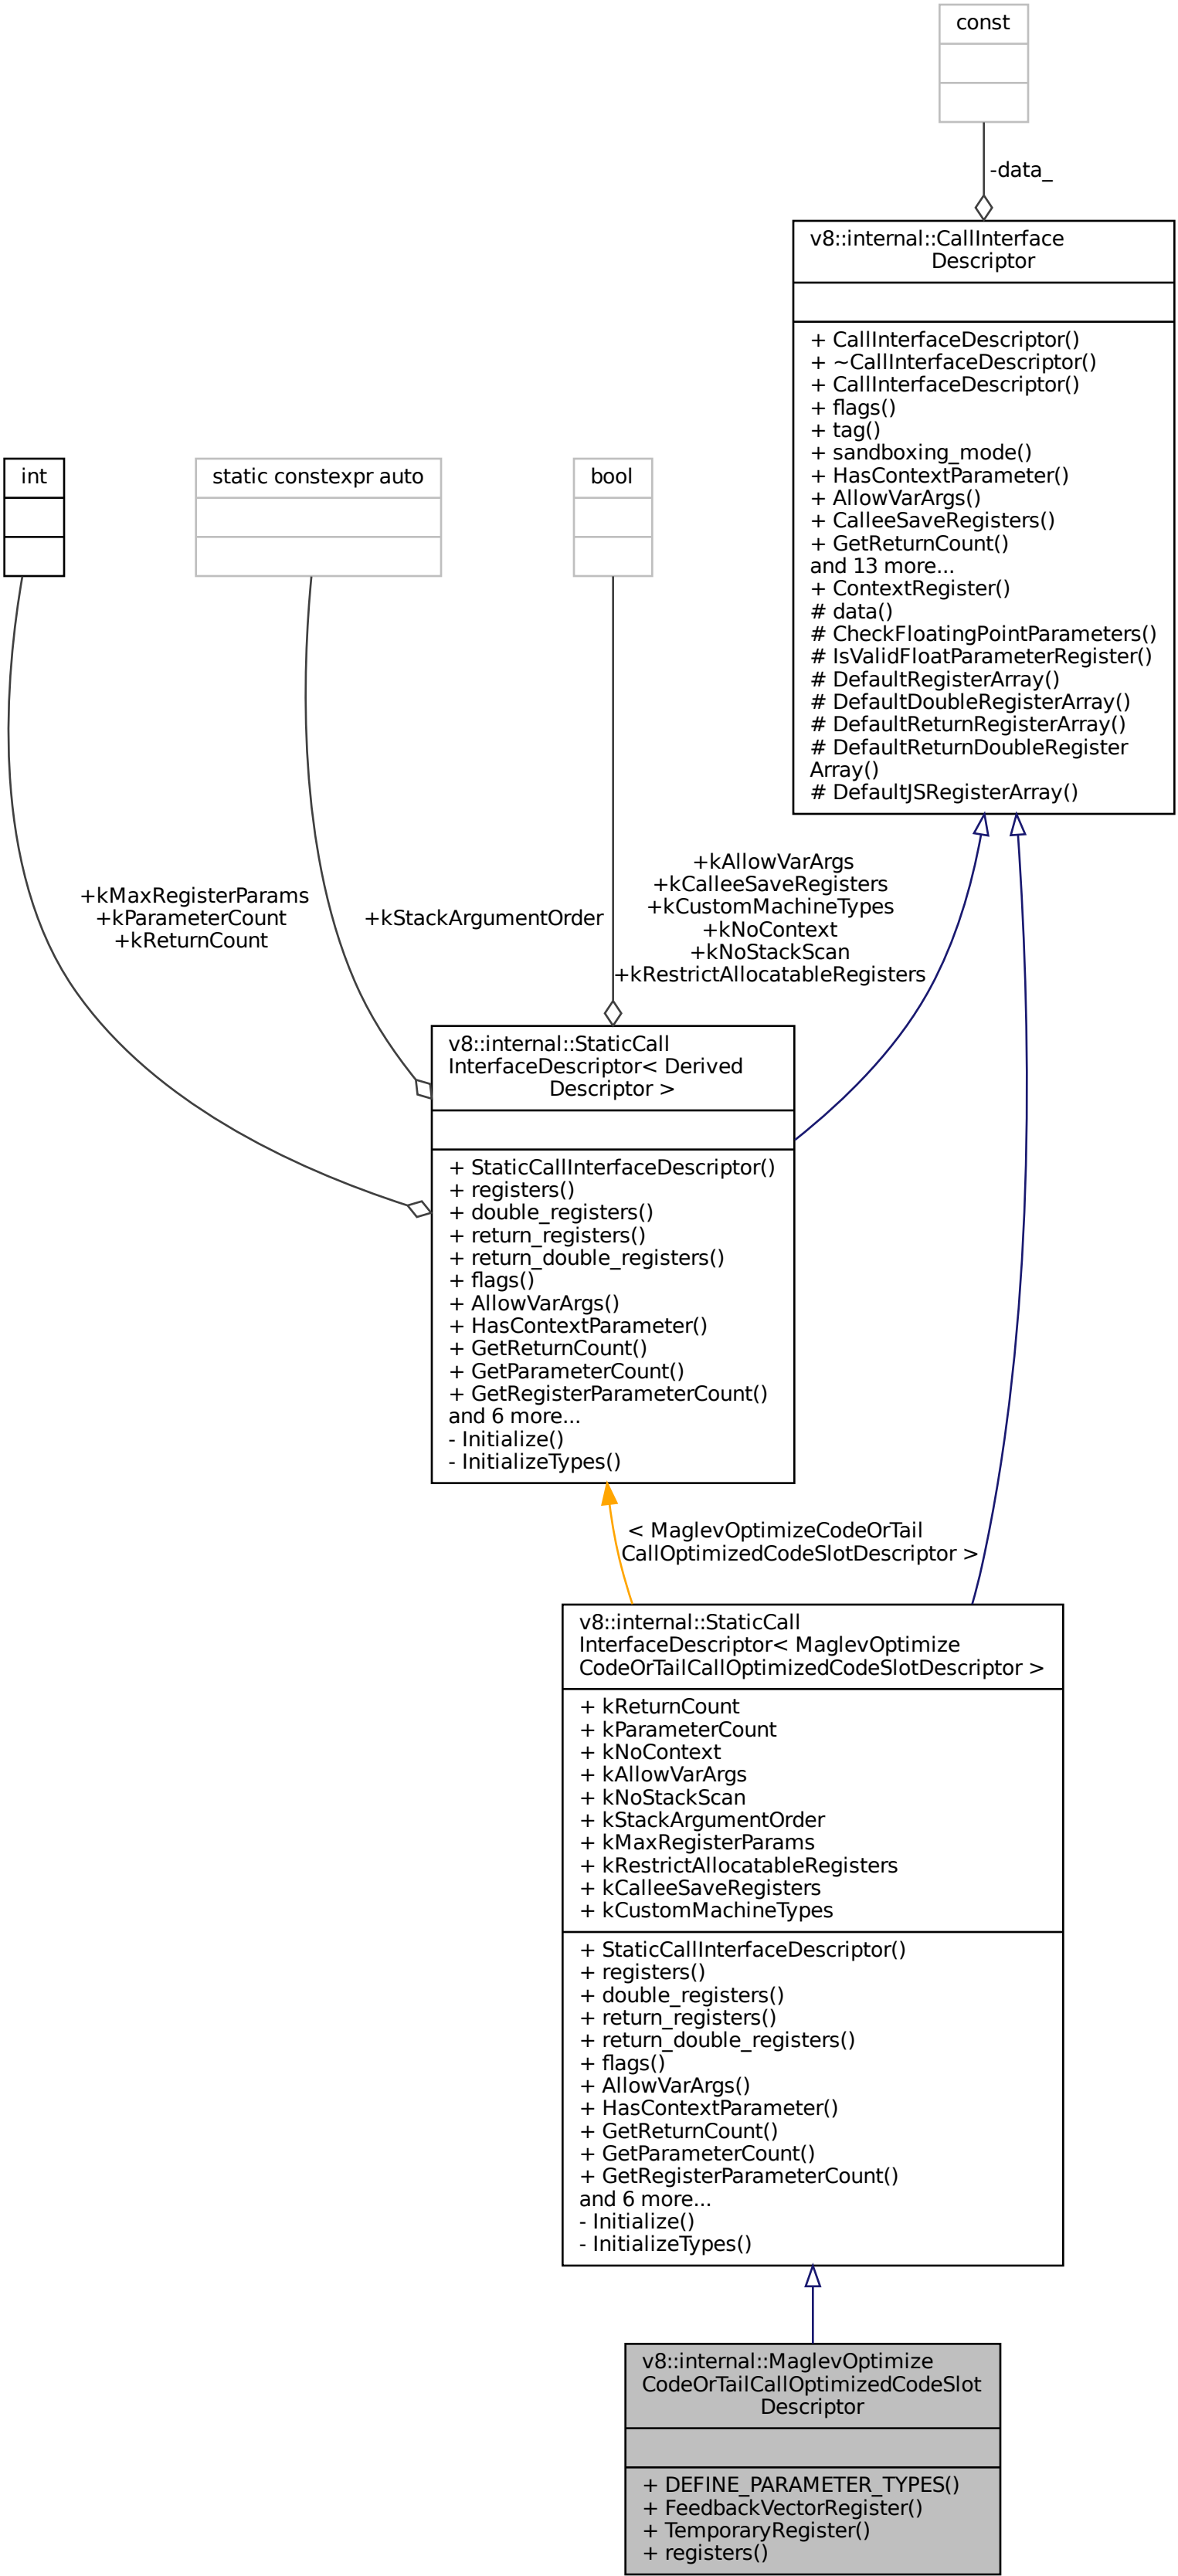 const
-data_
v8::internal::CallInterface
Descriptor
+ CallInterfaceDescriptor()
+ ~CallInterfaceDescriptor()
+ CallInterfaceDescriptor()
+ flags()
+ tag()
+ sandboxing_mode()
+ HasContextParameter()
+ AllowVarArgs()
+ CalleeSaveRegisters()
+ GetReturnCount()
and 13 more...
+ ContextRegister()
# data()
# CheckFloatingPointParameters()
# IsValidFloatParameterRegister()
# DefaultRegisterArray()
# DefaultDoubleRegisterArray()
# DefaultReturnRegisterArray()
# DefaultReturnDoubleRegister
Array()
# DefaultJSRegisterArray()
int
static constexpr auto
bool
+kMaxRegisterParams
+kParameterCount
+kReturnCount
+kStackArgumentOrder
+kAllowVarArgs
+kCalleeSaveRegisters
+kCustomMachineTypes
+kNoContext
+kNoStackScan
+kRestrictAllocatableRegisters
v8::internal::StaticCall
InterfaceDescriptor< Derived
Descriptor >
+ StaticCallInterfaceDescriptor()
+ registers()
+ double_registers()
+ return_registers()
+ return_double_registers()
+ flags()
+ AllowVarArgs()
+ HasContextParameter()
+ GetReturnCount()
+ GetParameterCount()
+ GetRegisterParameterCount()
and 6 more...
- Initialize()
- InitializeTypes()
< MaglevOptimizeCodeOrTail
CallOptimizedCodeSlotDescriptor >
v8::internal::StaticCall
InterfaceDescriptor< MaglevOptimize
CodeOrTailCallOptimizedCodeSlotDescriptor >
+ kReturnCount
+ kParameterCount
+ kNoContext
+ kAllowVarArgs
+ kNoStackScan
+ kStackArgumentOrder
+ kMaxRegisterParams
+ kRestrictAllocatableRegisters
+ kCalleeSaveRegisters
+ kCustomMachineTypes
+ StaticCallInterfaceDescriptor()
+ registers()
+ double_registers()
+ return_registers()
+ return_double_registers()
+ flags()
+ AllowVarArgs()
+ HasContextParameter()
+ GetReturnCount()
+ GetParameterCount()
+ GetRegisterParameterCount()
and 6 more...
- Initialize()
- InitializeTypes()
v8::internal::MaglevOptimize
CodeOrTailCallOptimizedCodeSlot
Descriptor
+ DEFINE_PARAMETER_TYPES()
+ FeedbackVectorRegister()
+ TemporaryRegister()
+ registers()